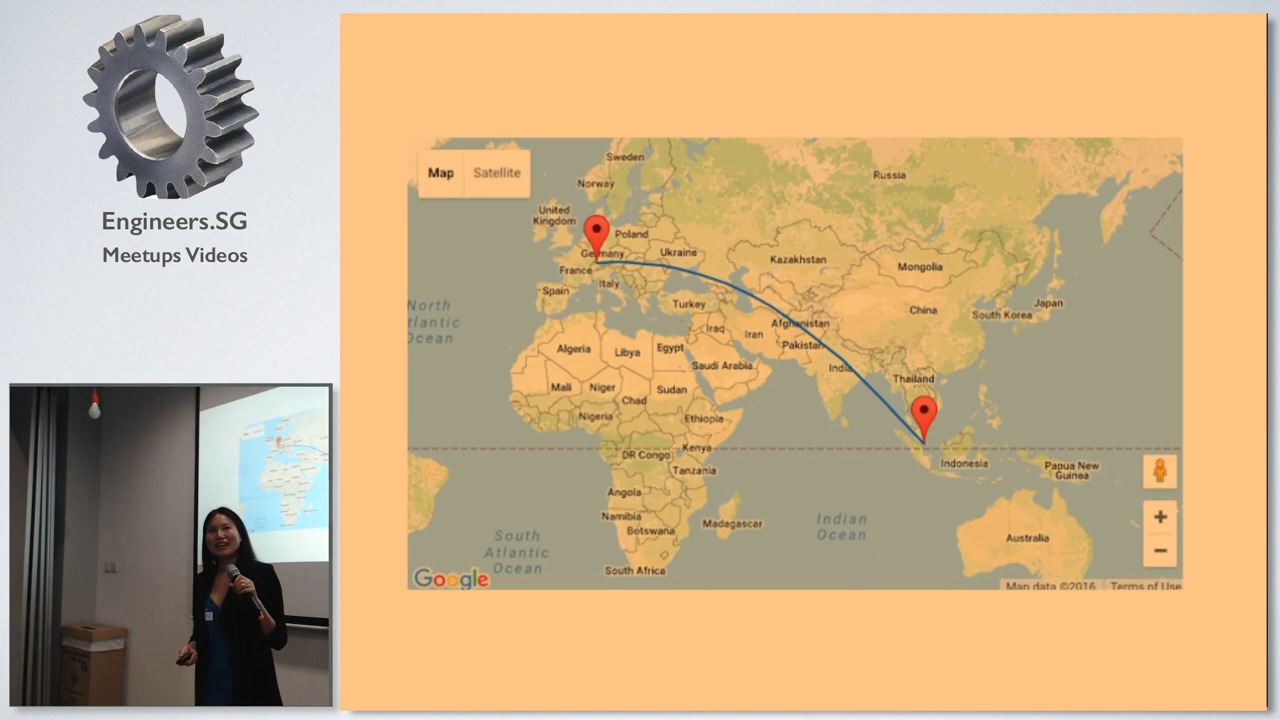 Engineers.SG
Meetups Videos
Map
Satellite
Sweden
Norway
Russia
United
Kingdom
Poland
Germany
Ukraine
France
Kazakhstan
Mongolia
Italy
Spain
Turkey
Japan
North
tlantic
Ocean
China
South Korea
Afghanistan
Iraq
Iran
Pakistan
Algeria
Libya
Egypt
Saudi Arabia
India
Thailand
Mali
Niger
Sudan
Chad
Nigeria
Ethiopia
Kenya
DR Congo
Indonesia
Papua New
Guinea
Tanzania
Angola
Namibia
Madagascar
Botswana
Indian
Ocean
South
Atlantic
Ocean
Australia
South Africa
Google
Map data ©2016
Terms of Use